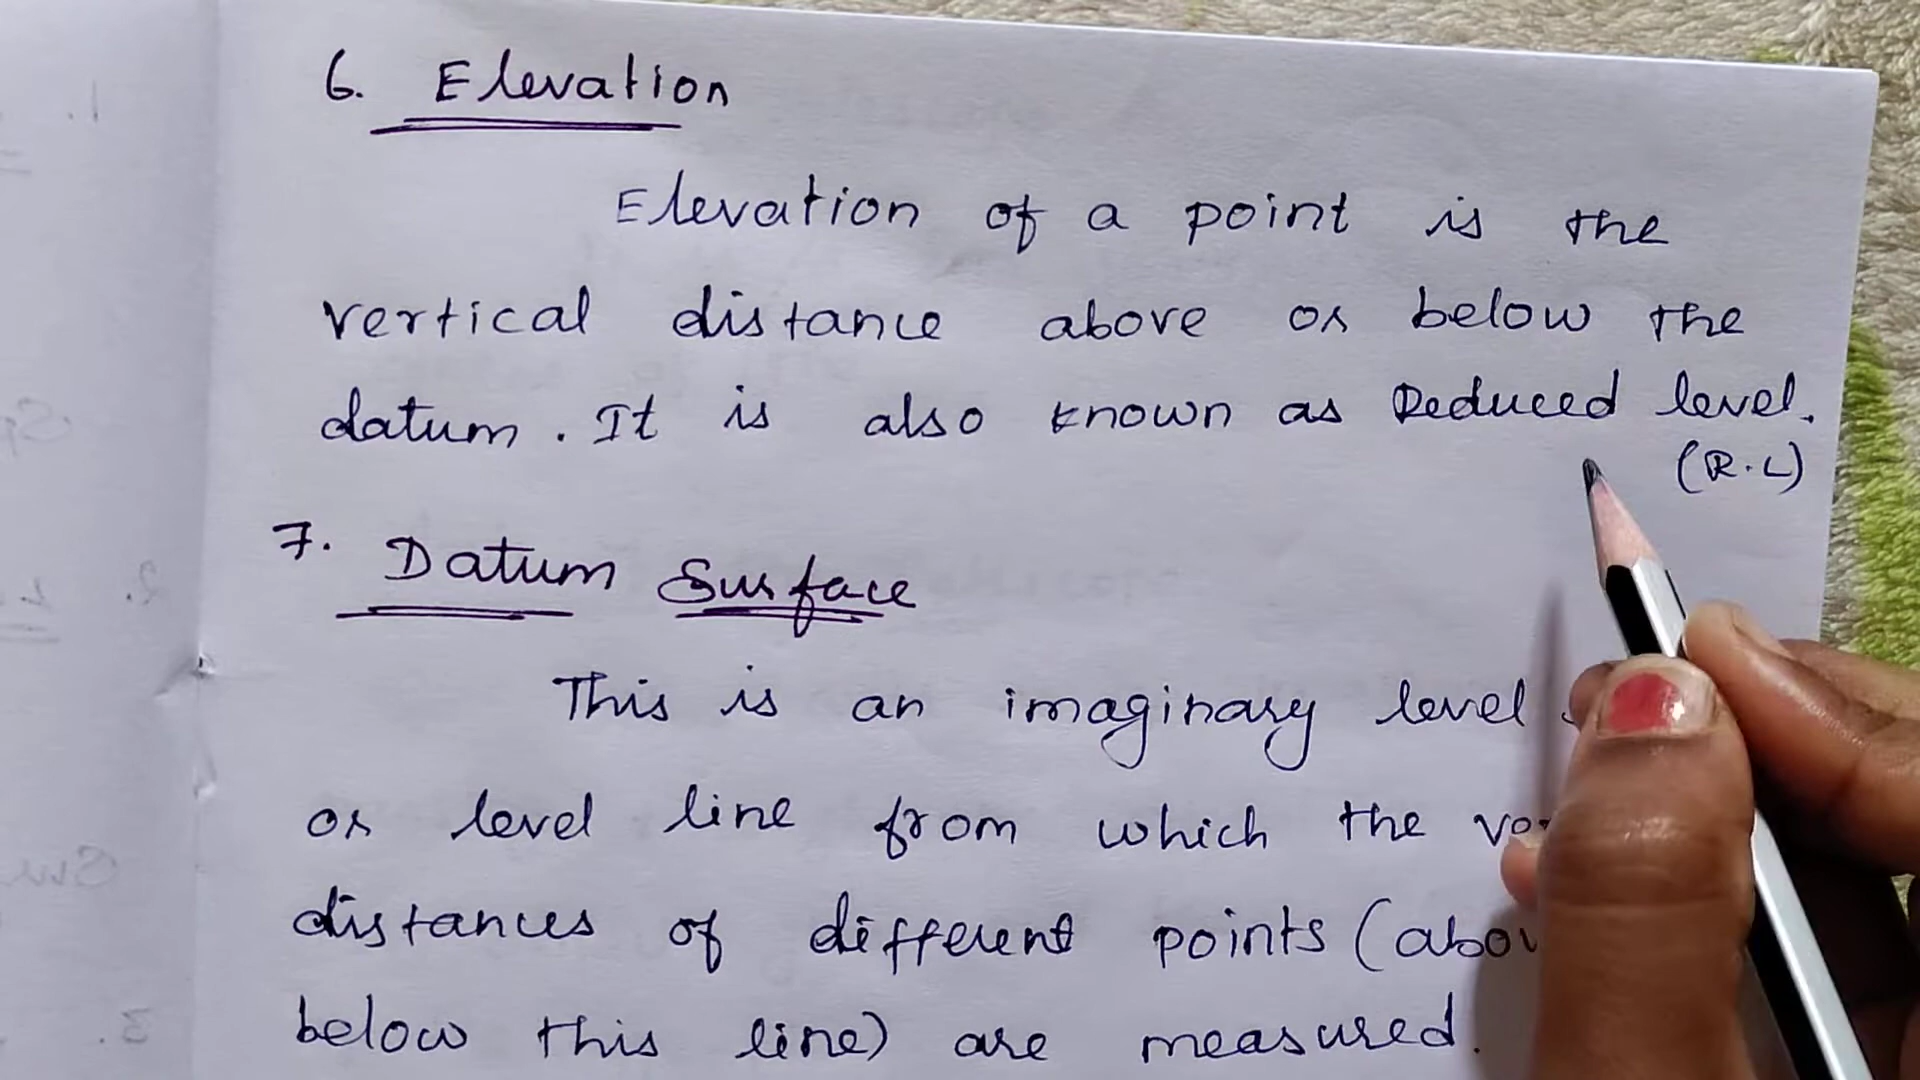 6. Elevation
Elevation of a point is the
vertical distance above or below the
datum. It is also known as Reduced level.
(R.L)
7. Datum Surface
This is an imaginary level
or level line from which the
distances of different points (
below this line) are measured.